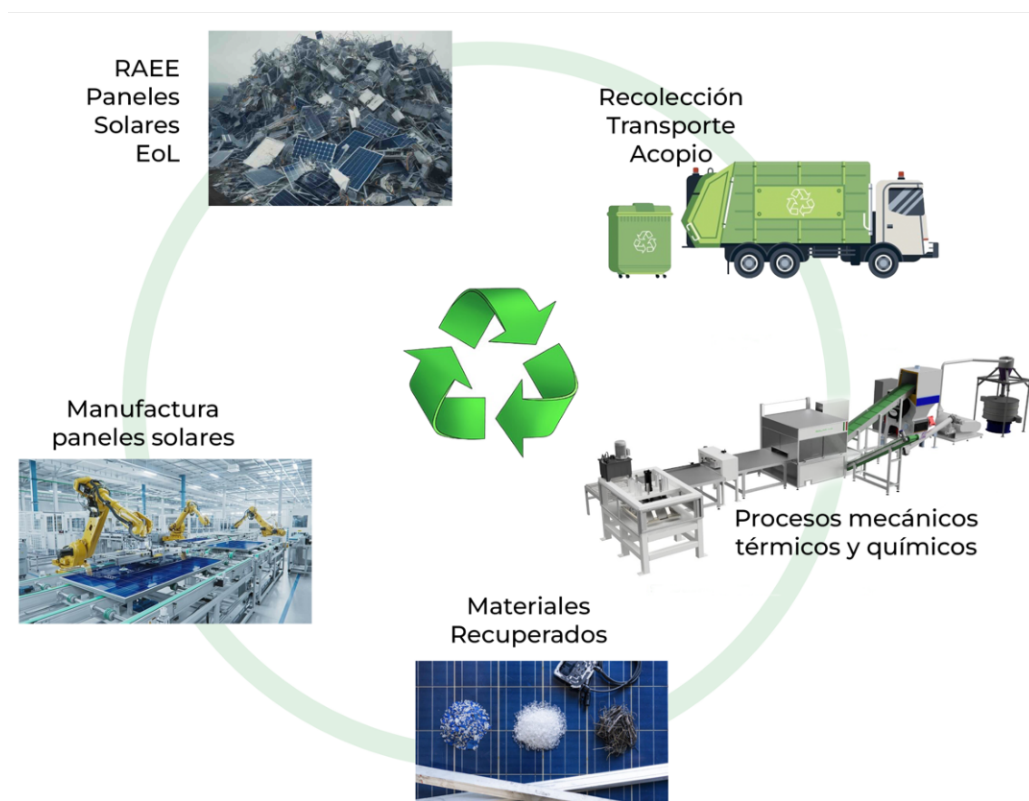 RAEE
Paneles
Solares
EoL
Recolección
Transporte
Acopio
Manufactura
paneles solares
Procesos mecánicos
térmicos y químicos
Materiales
Recuperados